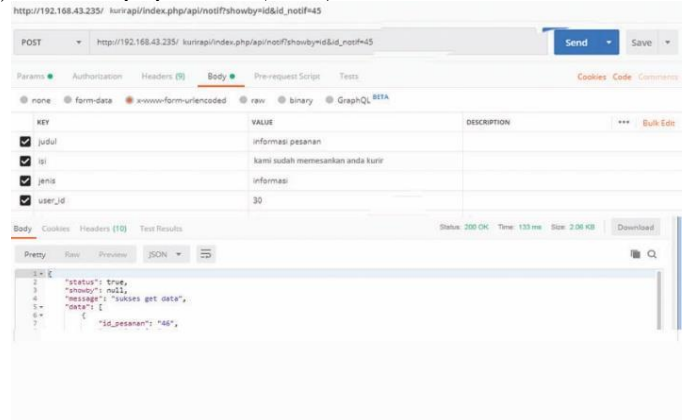 http://192.168.43.235/ kurirapi/index.php/api/notif?showby=id&id_notif=45
POST http://192.168.43.235/ kurirapi/index.php/api/notif?showby=id&id_notif=45 Send Save
Params Authorization Headers (9) Body Pre-request Script Tests Cookies Code Comments
none form-data x-www-form-urlencoded raw binary GraphQL BETA
KEY VALUE DESCRIPTION ••• Bulk Edit
judul informasi pesanan
isi kami sudah memesankan anda kurir
jenis informasi
user_id 30
Body Cookies Headers (10) Test Results Status: 200 OK Time: 135 ms Size: 2.06 KB Download
Pretty Raw Preview JSON
1 {
2 "status": true,
3 "showby": null,
4 "message": "sukses get data",
5 "data": [
6 {
7 "id_pesanan": "46",